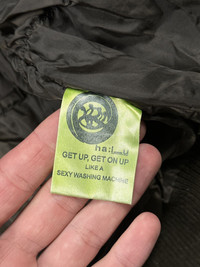 GET UP, GET ON UP
LIKE A
SEXY WASHING MACHINE